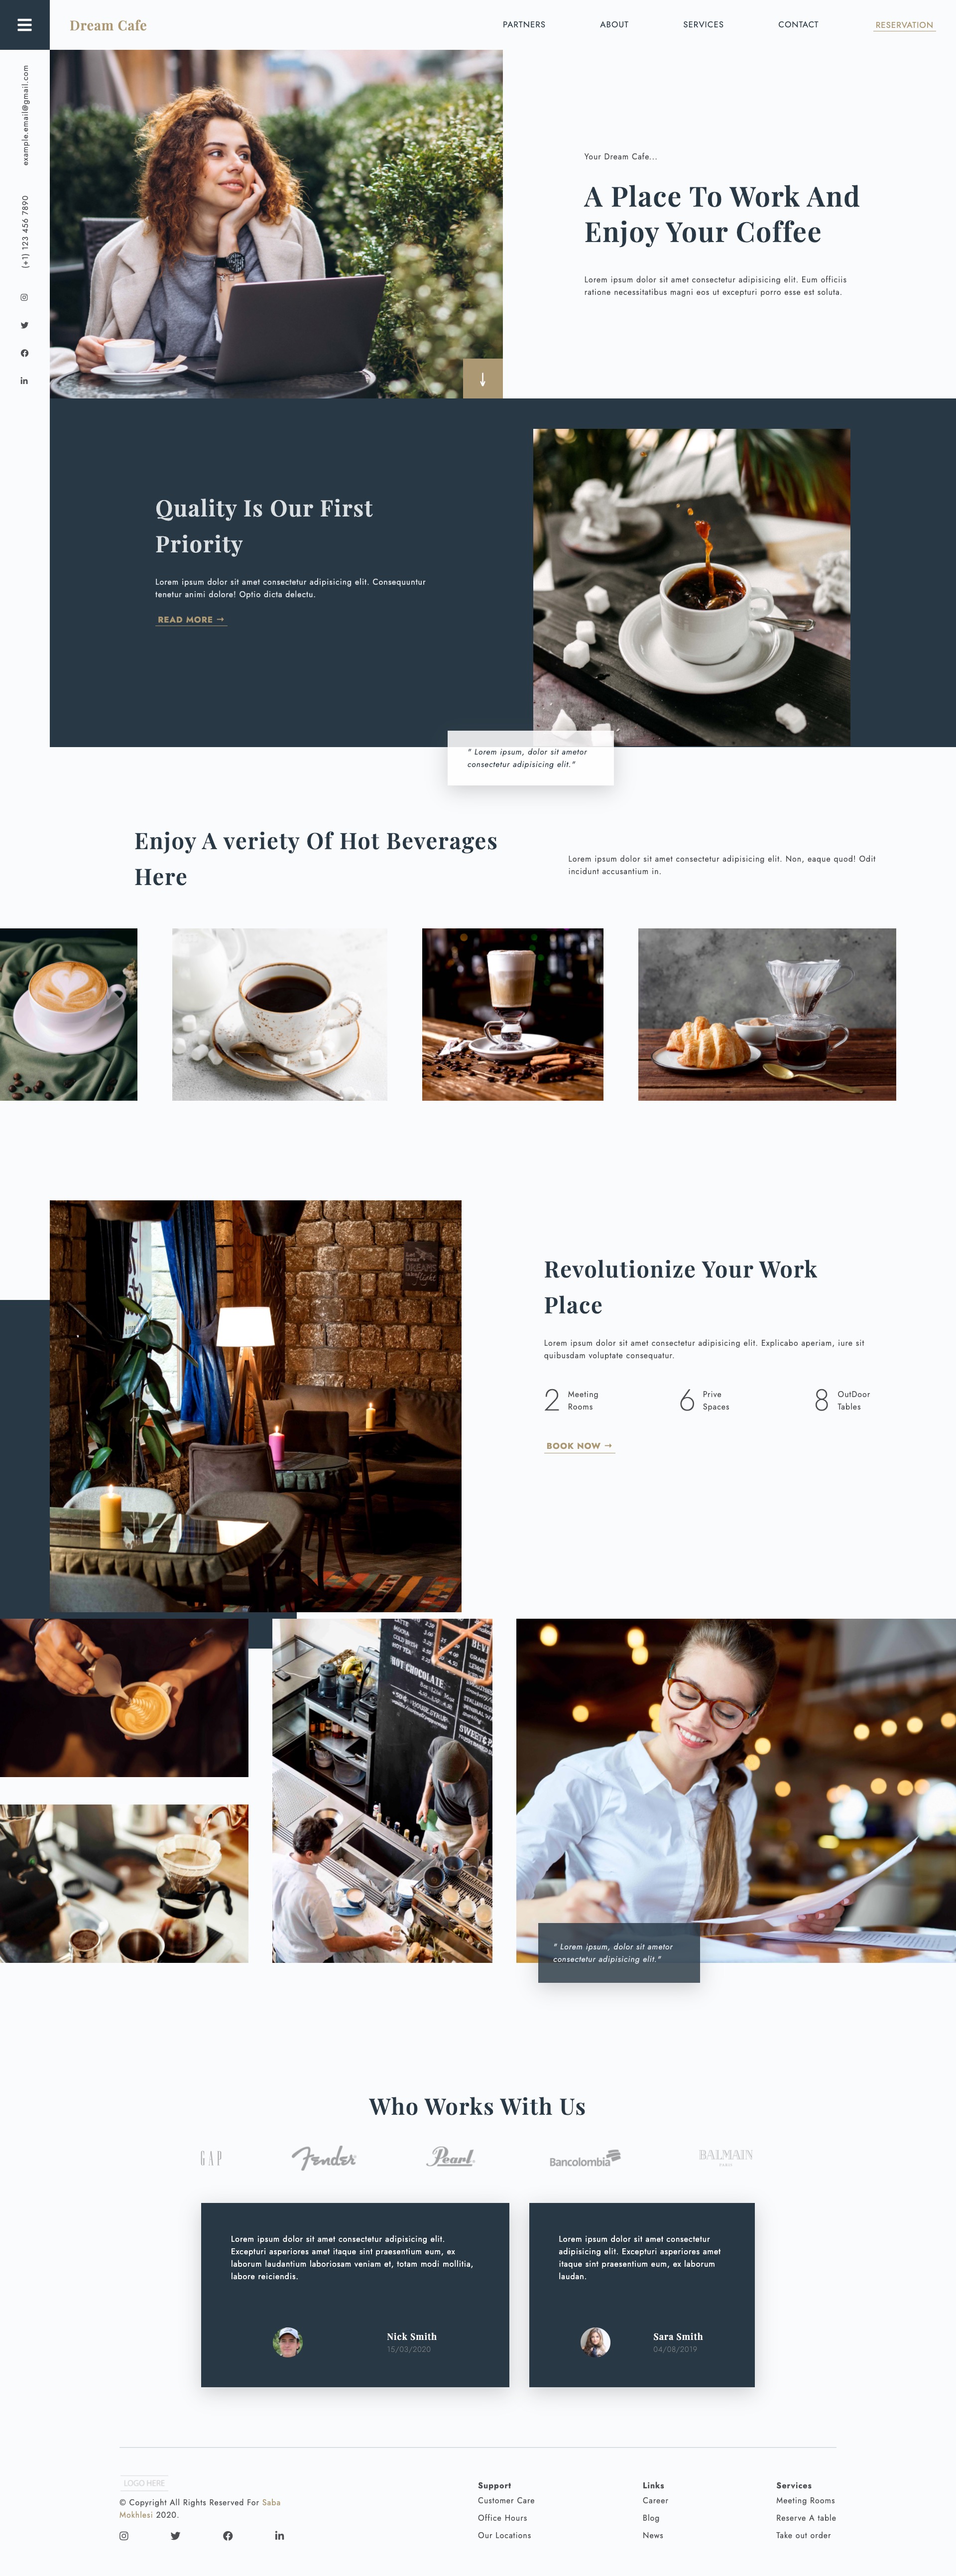 Dream Cafe
PARTNERS
ABOUT
SERVICES
CONTACT
RESERVATION
example.email@gmail.com
(+1) 123 456 7890
Your Dream Cafe...
A Place To Work And
Enjoy Your Coffee
Lorem ipsum dolor sit amet consectetur adipisicing elit. Eum officiis
ratione necessitatibus magni eos ut excepturi porro esse est soluta.
Quality Is Our First
Priority
Lorem ipsum dolor sit amet consectetur adipisicing elit. Consequuntur
tenetur animi dolore! Optio dicta delectu.
READ MORE →
" Lorem ipsum, dolor sit ametor
consectetur adipisicing elit."
Enjoy A veriety Of Hot Beverages
Here
Lorem ipsum dolor sit amet consectetur adipisicing elit. Non, eaque quod! Odit
incidunt accusantium in.
Revolutionize Your Work
Place
Lorem ipsum dolor sit amet consectetur adipisicing elit. Explicabo aperiam, iure sit
quibusdam voluptate consequatur.
2 Meeting
Rooms
6 Prive
Spaces
8 OutDoor
Tables
BOOK NOW →
HOT CHOCOLATE
" Lorem ipsum, dolor sit ametor
consectetur adipisicing elit."
Who Works With Us
GAP
Fender
Pearl
Bancolombia
BALMAIN
PARIS
Lorem ipsum dolor sit amet consectetur adipisicing elit.
Excepturi asperiores amet itaque sint praesentium eum, ex
laborum laudantium laboriosam veniam et, totam modi mollitia,
labore reiciendis.
Nick Smith
15/03/2020
Lorem ipsum dolor sit amet consectetur
adipisicing elit. Excepturi asperiores amet
itaque sint praesentium eum, ex laborum
laudan.
Sara Smith
04/08/2019
LOGO HERE
© Copyright All Rights Reserved For Saba
Mokhlesi 2020.
Support
Customer Care
Office Hours
Our Locations
Links
Career
Blog
News
Services
Meeting Rooms
Reserve A table
Take out order